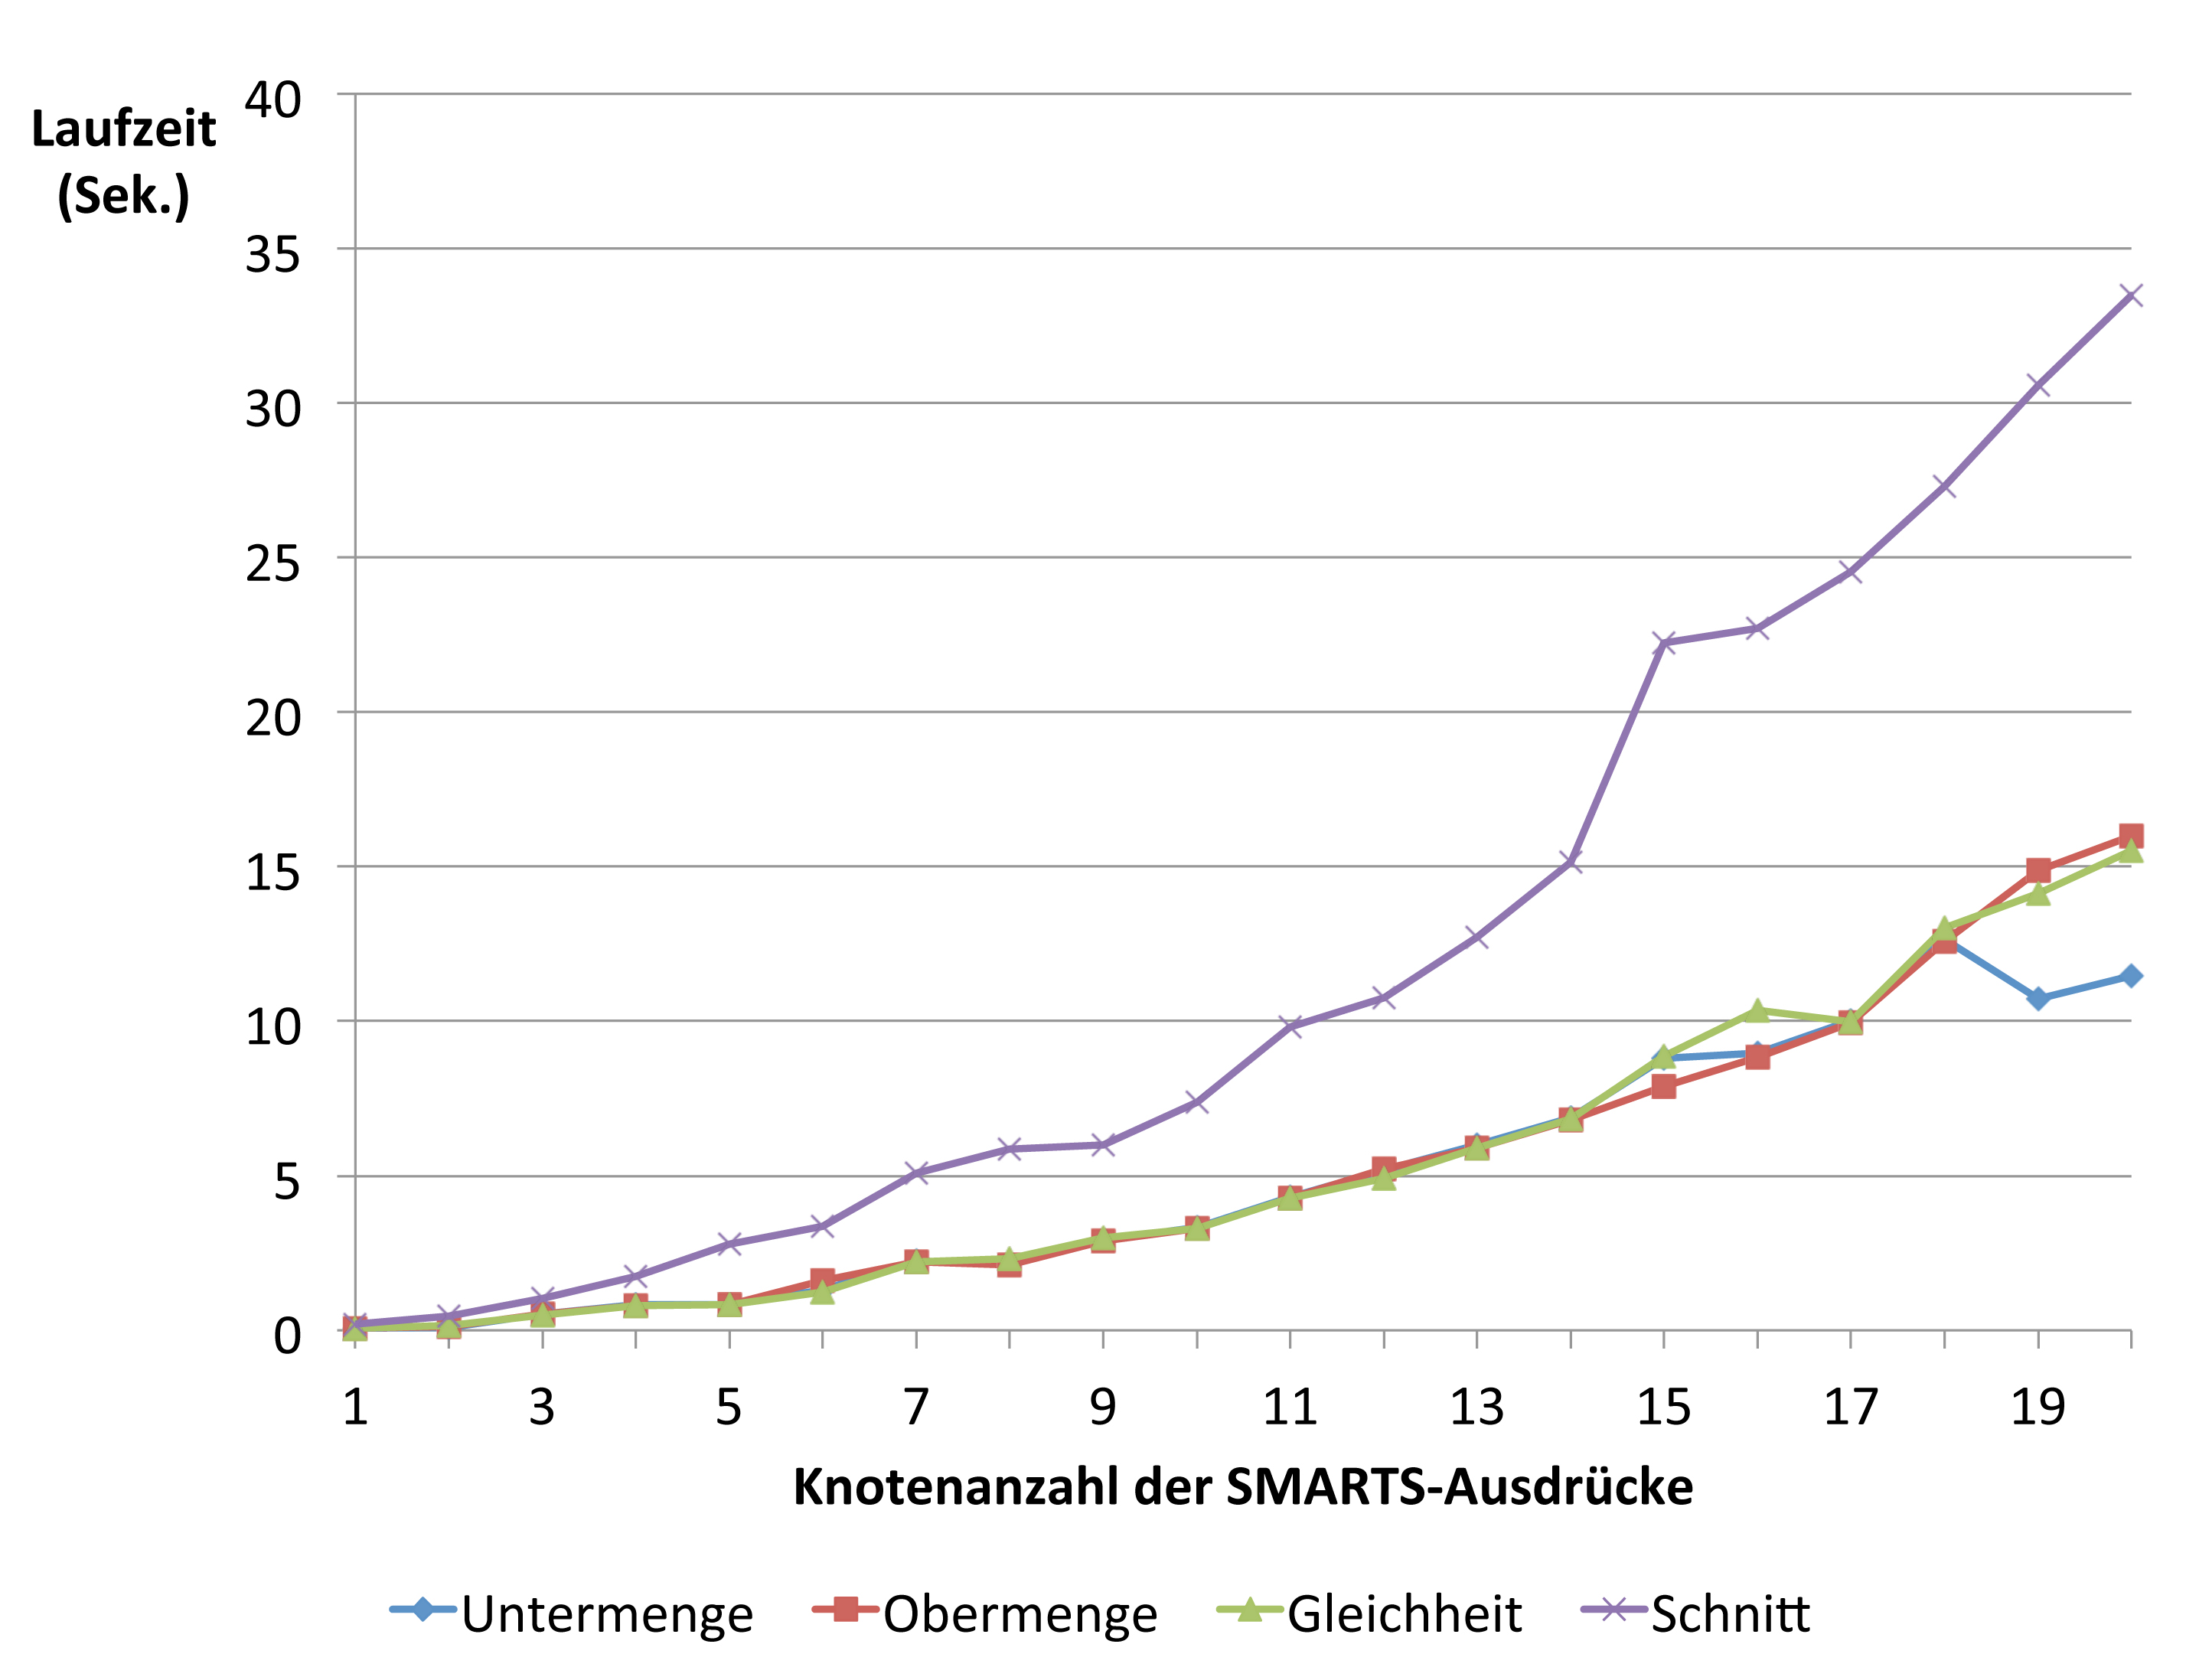 Laufzeit
(Sek.)
40
35
30
25
20
15
10
5
0
1 3 5 7 9 11 13 15 17 19
Knotenanzahl der SMARTS-Ausdrücke
Untermenge Obermenge Gleichheit Schnitt